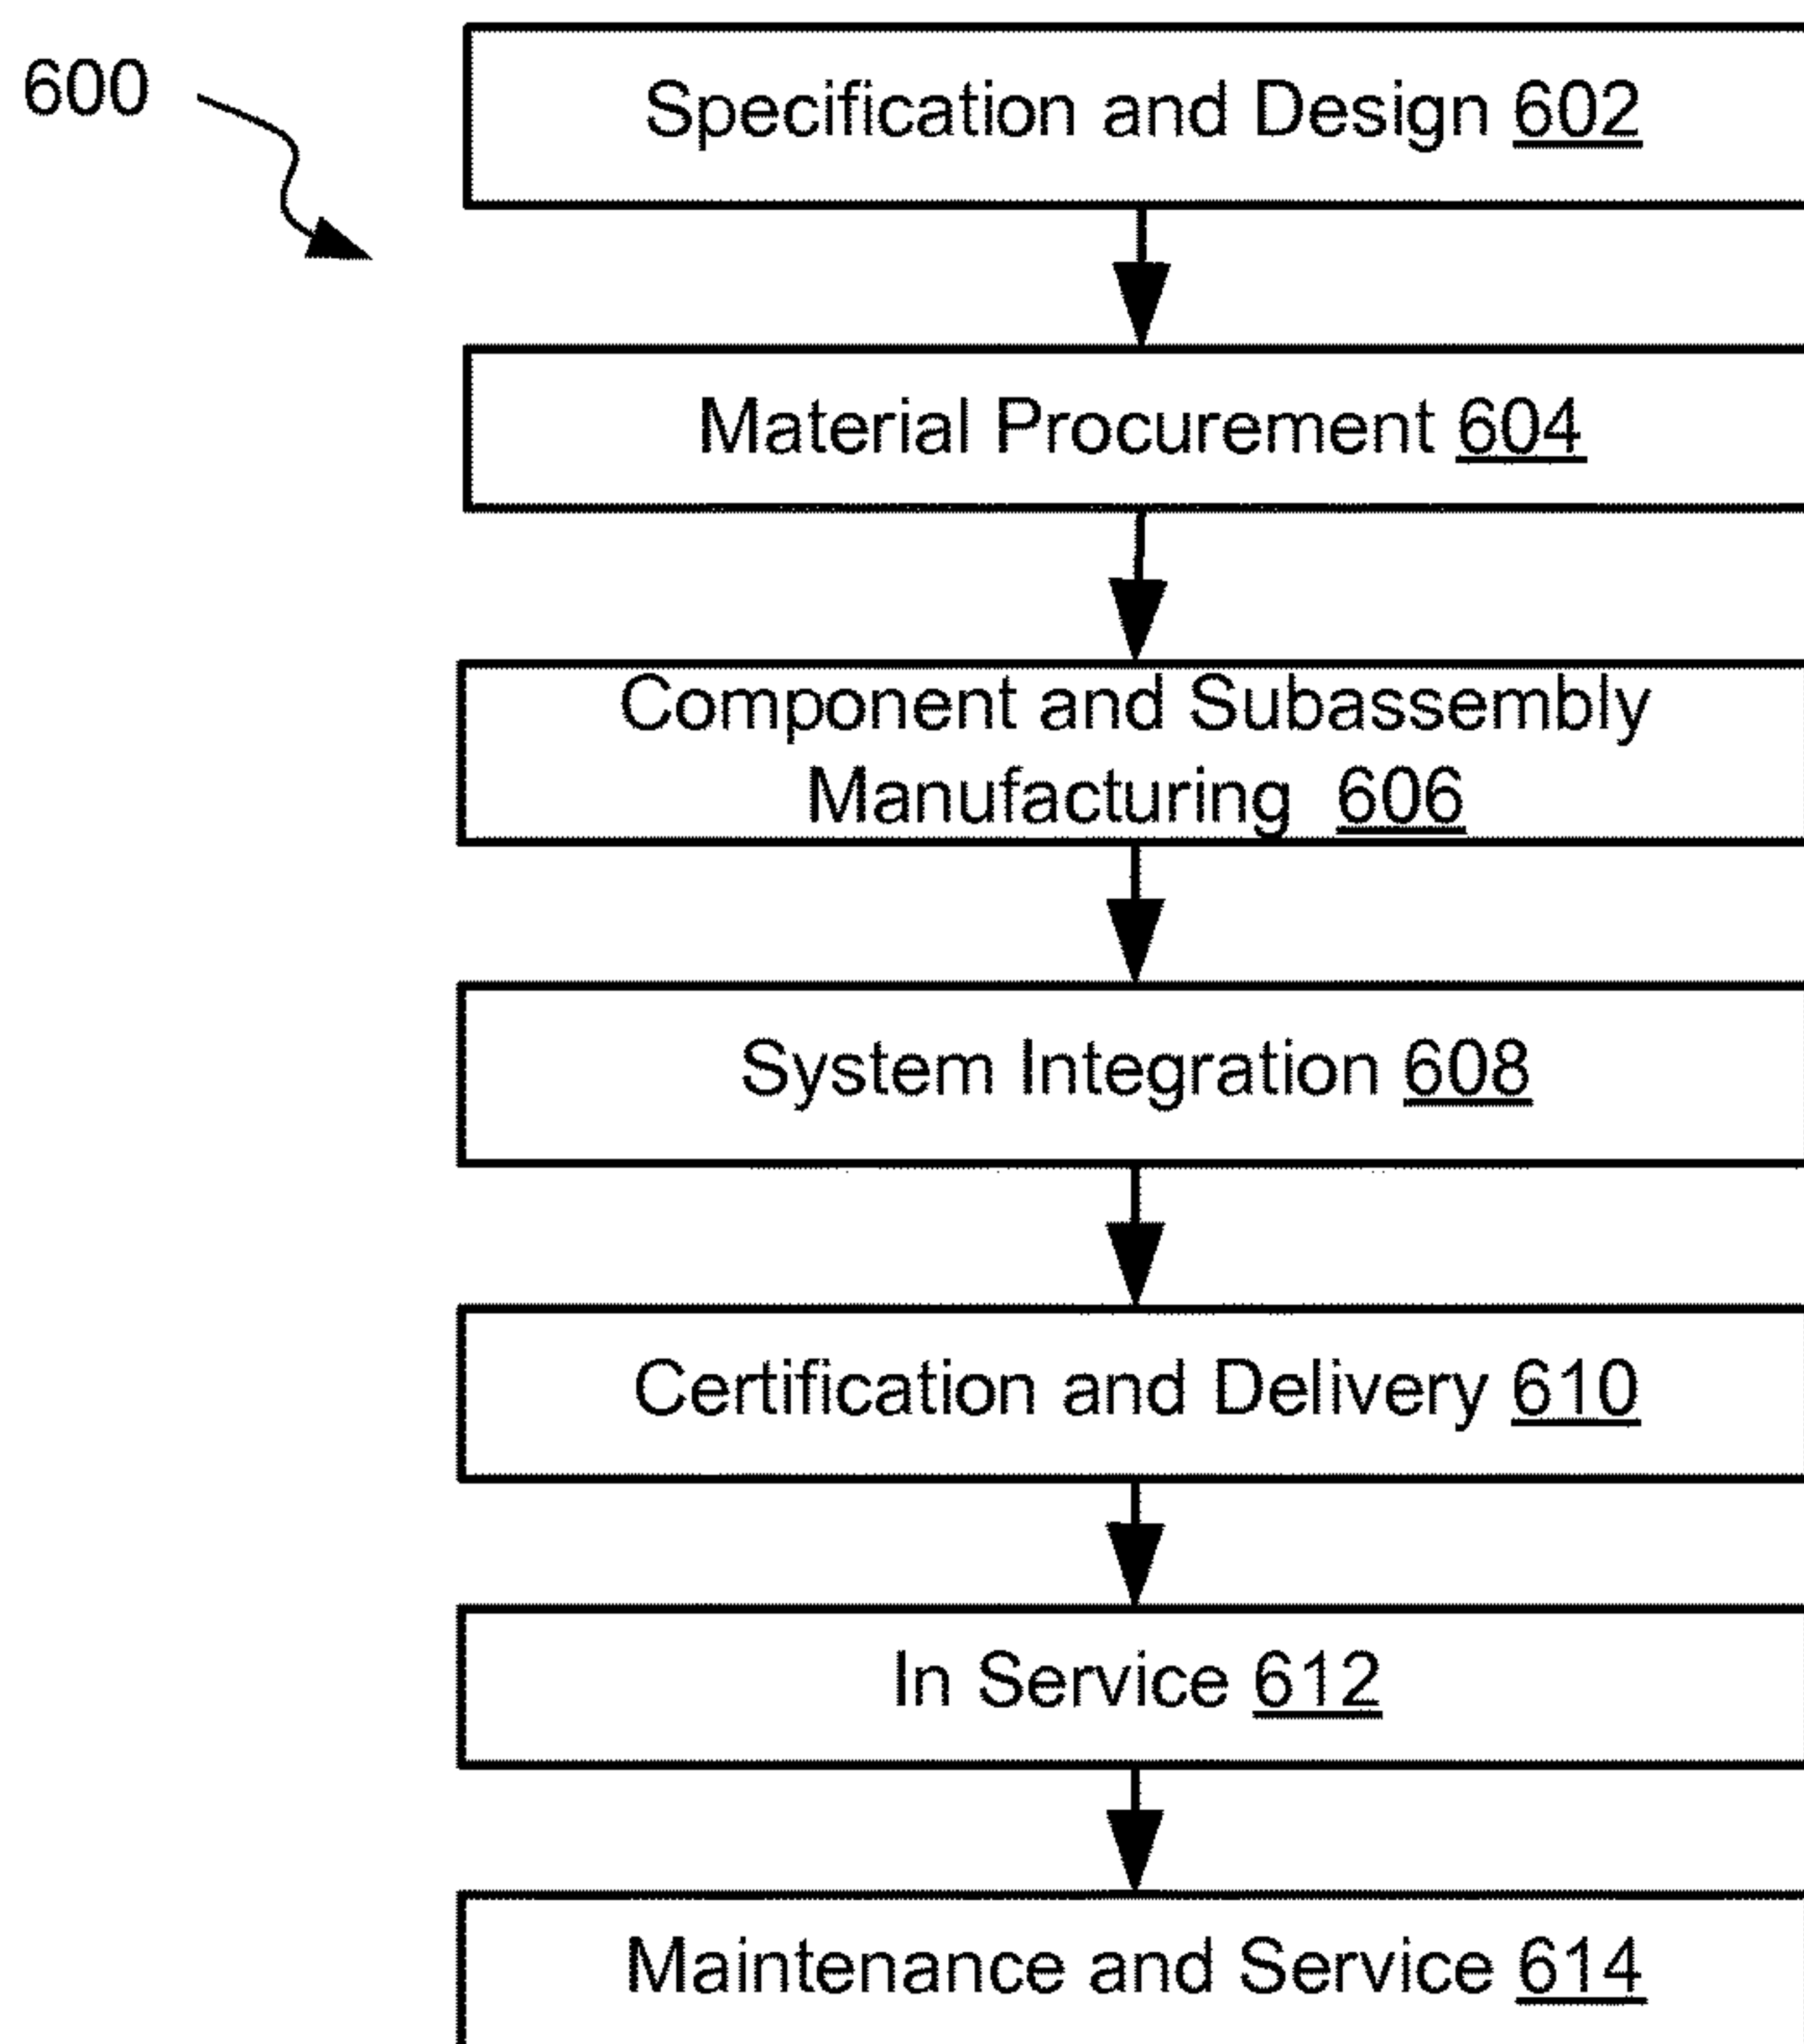 600
Specification and Design 602
Material Procurement 604
Component and Subassembly
Manufacturing 606
System Integration 608
Certification and Delivery 610
In Service 612
Maintenance and Service 614